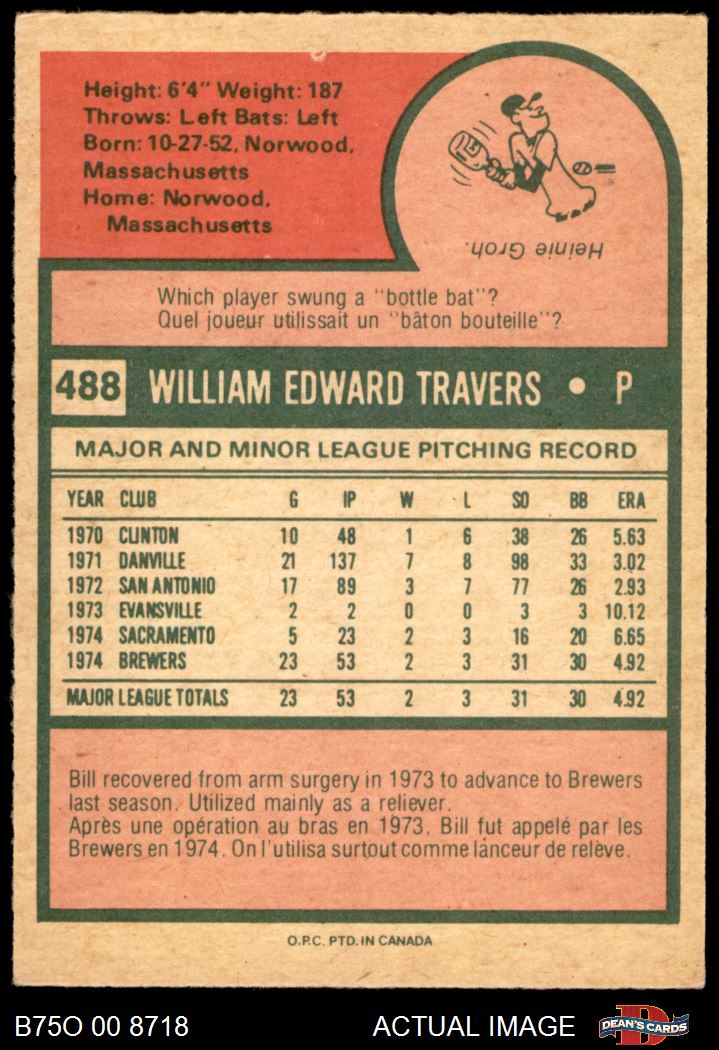 Height: 6'4" Weight: 187
Throws: Left Bats: Left
Born: 10-27-52, Norwood,
Massachusetts
Home: Norwood,
Massachusetts
Heinie Groh.
Which player swung a "bottle bat"?
Quel joueur utilissait un "bâton bouteille"?
488 WILLIAM EDWARD TRAVERS • P
MAJOR AND MINOR LEAGUE PITCHING RECORD
YEAR CLUB G IP W L SO BB ERA
1970 CLINTON 10 48 1 6 38 26 5.63
1971 DANVILLE 21 137 7 8 98 33 3.02
1972 SAN ANTONIO 17 89 3 7 77 26 2.93
1973 EVANSVILLE 2 2 0 0 3 3 10.12
1974 SACRAMENTO 5 23 2 3 16 20 6.65
1974 BREWERS 23 53 2 3 31 30 4.92
MAJOR LEAGUE TOTALS 23 53 2 3 31 30 4.92
Bill recovered from arm surgery in 1973 to advance to Brewers
last season. Utilized mainly as a reliever.
Après une opération au bras en 1973, Bill fut appelé par les
Brewers en 1974. On l'utilisa surtout comme lanceur de relève.
O.P.C. PTD. IN CANADA
B75O 00 8718 ACTUAL IMAGE DEAN'S CARDS